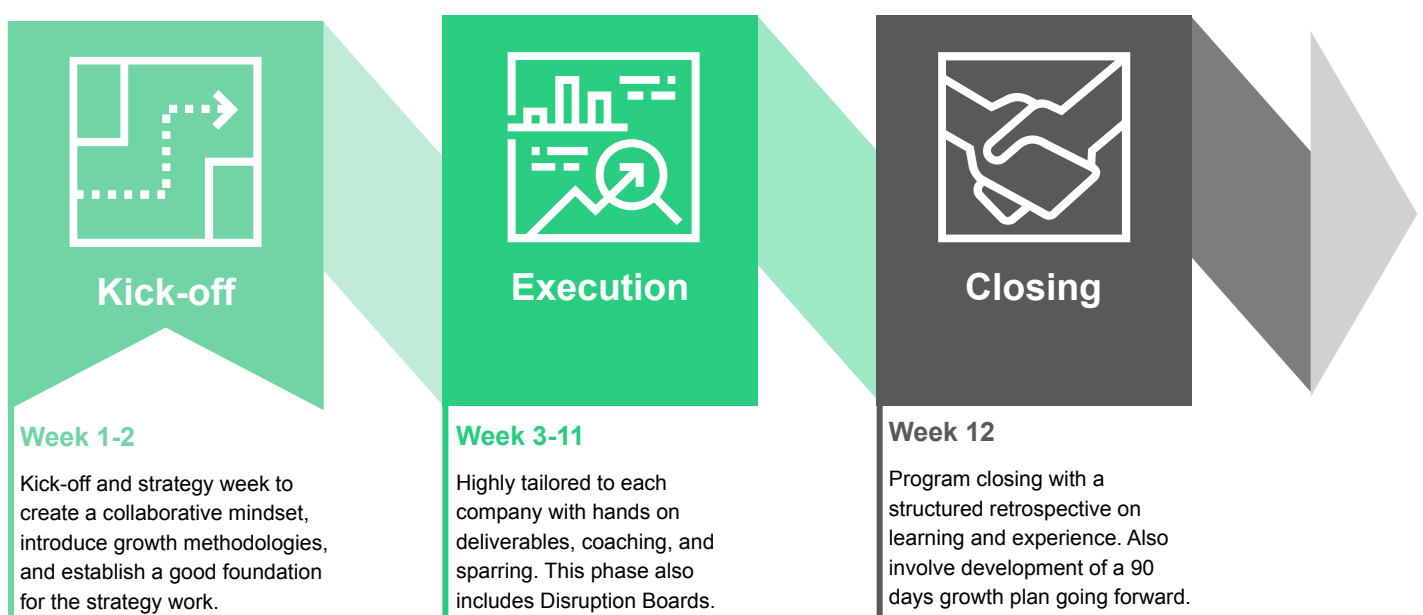 Kick-off
Execution
Closing
Week 1-2
Kick-off and strategy week to
create a collaborative mindset,
introduce growth methodologies,
and establish a good foundation
for the strategy work.
Week 3-11
Highly tailored to each
company with hands on
deliverables, coaching, and
sparring. This phase also
includes Disruption Boards.
Week 12
Program closing with a
structured retrospective on
learning and experience. Also
involve development of a 90
days growth plan going forward.